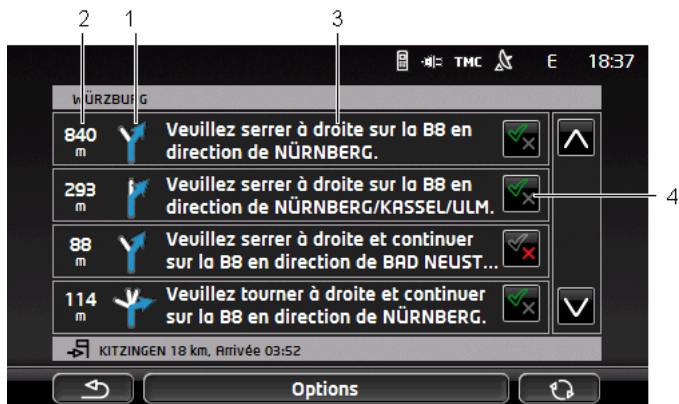 2 1 3
TMC E 18:37
WÜRZBURG
840 m Veuillez serrer à droite sur la B8 en
direction de NÜRNBERG.
293 m Veuillez serrer à droite sur la B8 en
direction de NÜRNBERG/KASSEL/ULM.
4
88 m Veuillez serrer à droite et continuer
sur la B8 en direction de BAD NEUST...
114 m Veuillez tourner à droite et continuer
sur la B8 en direction de NÜRNBERG.
KITZINGEN 18 km, Arrivée 03:52
Options